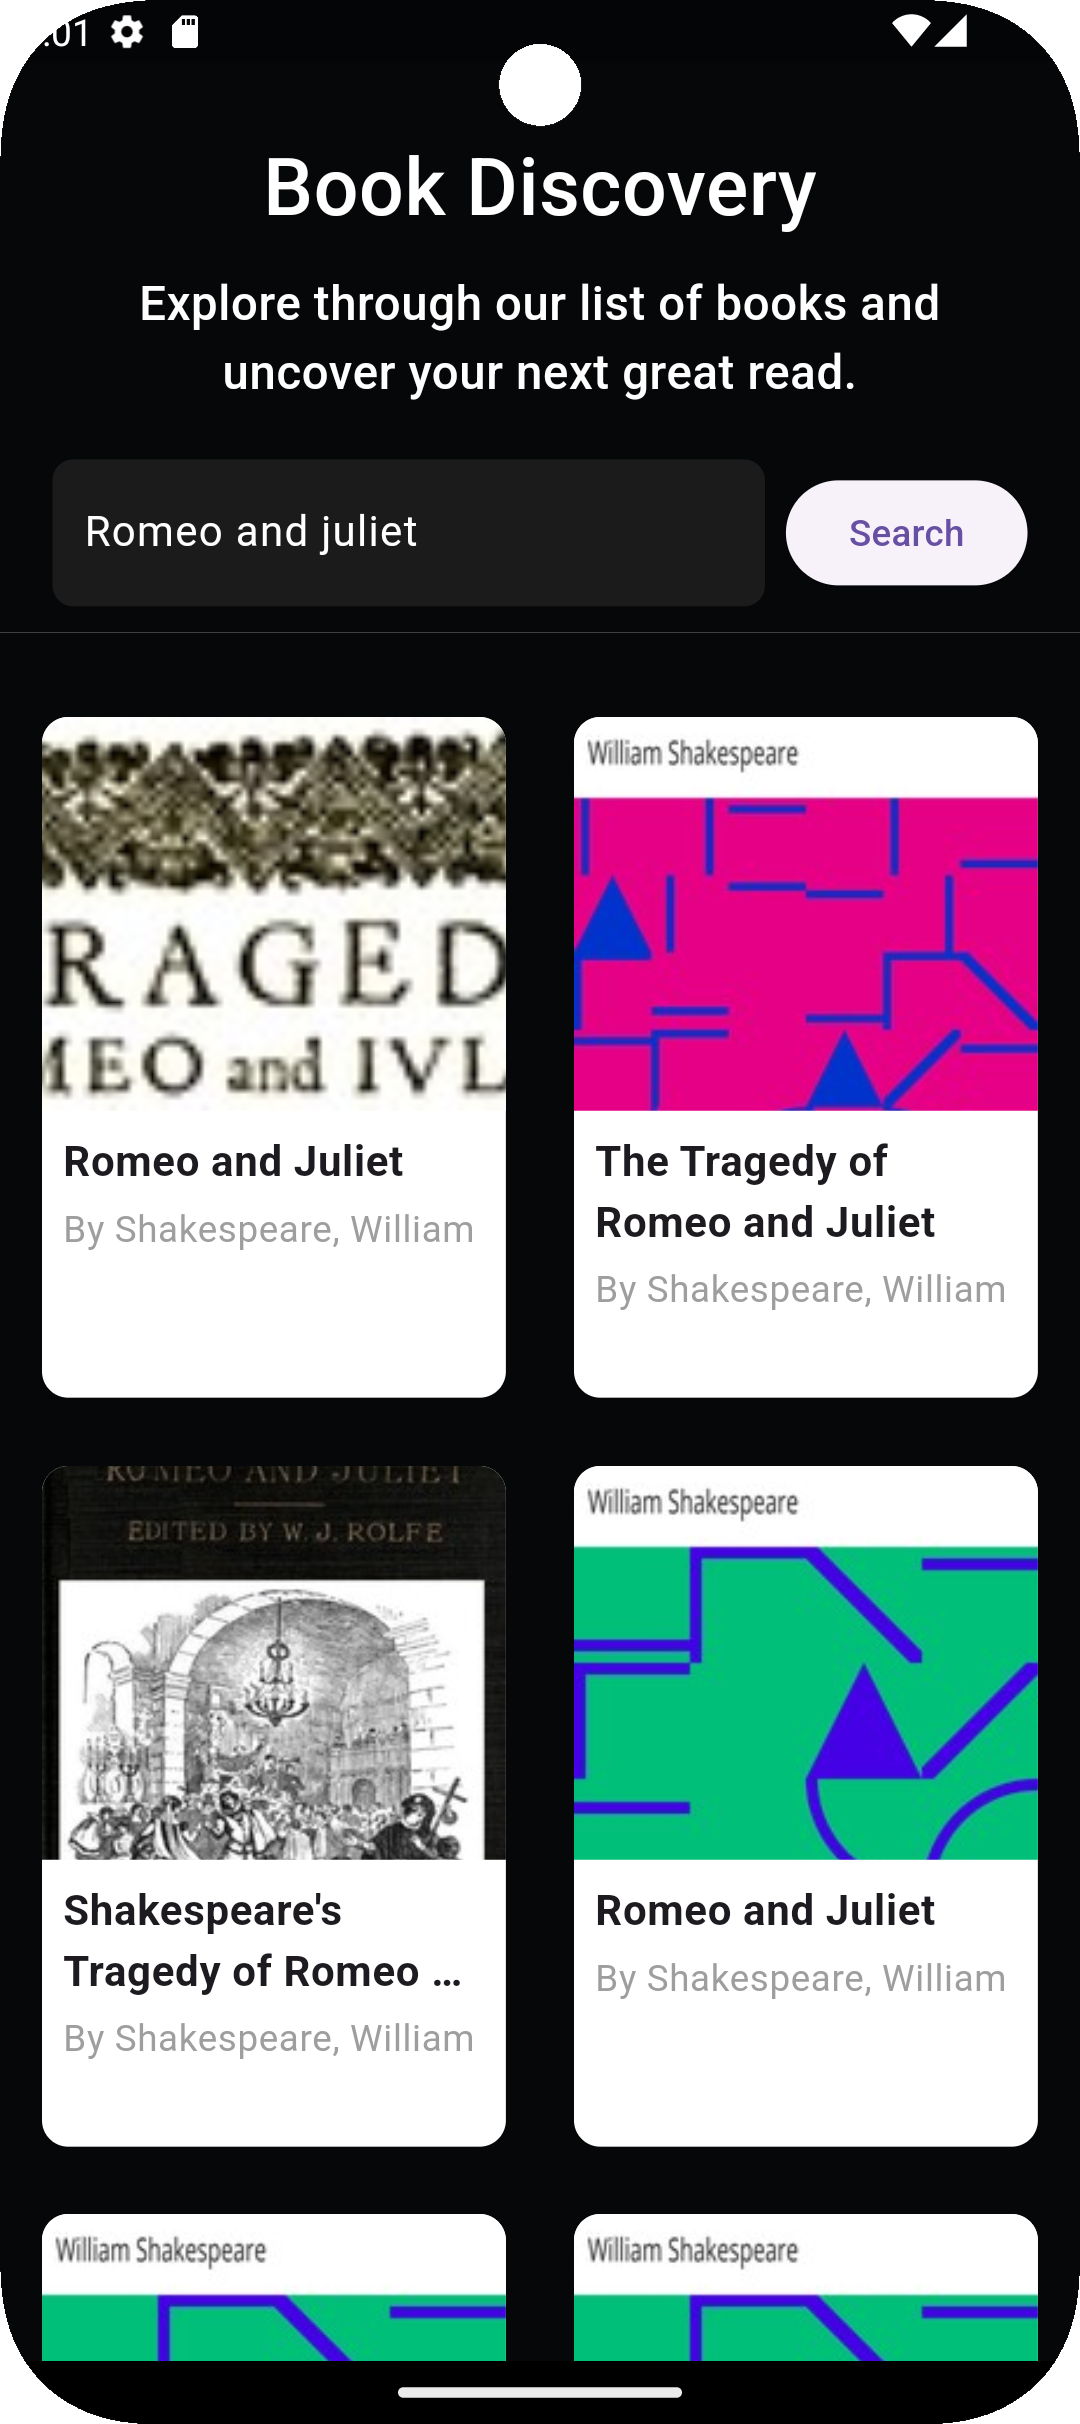 :01
Book Discovery
Explore through our list of books and
uncover your next great read.
Romeo and juliet
Search
RAGED
MEO and IVL
Romeo and Juliet
By Shakespeare, William
William Shakespeare
The Tragedy of
Romeo and Juliet
By Shakespeare, William
ROMEO AND JULIET
EDITED BY W. J. ROLFE
Shakespeare's
Tragedy of Romeo ...
By Shakespeare, William
William Shakespeare
Romeo and Juliet
By Shakespeare, William
William Shakespeare
William Shakespeare